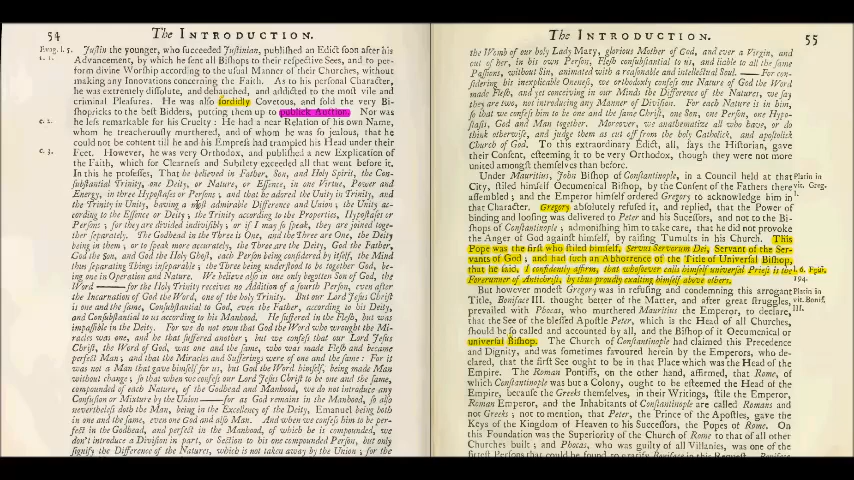 54
The INTRODUCTION.
Evag. l. 5. Justin the younger, who succeeded Justinian, published an Edict soon after his
c. 1. Advancement, by which he sent all Bishops to their respective Sees, and to per-
form divine Worship according to the usual Manner of their Churches, without
making any Innovations concerning the Faith. As to his personal Character,
he was extremely dissolute, and debauched, and addicted to the most vile and
criminal Pleasures. He was also sordidly Covetous, and sold the very Bi-
shopricks to the best Bidders, putting them up to publick Auction. Nor was
c. 2. he less remarkable for his Cruelty; He had a near Relation of his own Name,
whom he treacherously murthered, and of whom he was so jealous, that he
could not be content till he and his Empress had trampled his Head under their
c. 3. Feet. However, he was very Orthodox, and published a new Explication of
the Faith, which for Clearness and Subtilty exceeded all that went before it.
In this he professes, That he believed in Father, Son, and Holy Spirit, the Con-
substantial Trinity, one Deity, or Nature, or Essence, in one Virtue, Power and
Energy, in three Hypostases or Persons; and that he adored the Unity in Trinity,
and the Trinity in Unity, having a most admirable Difference and Union; the Unity ac-
cording to the Essence or Deity; the Trinity according to the Properties, Hypostases or
Persons; for they are divided indivisibly; or if I may so speak, they are joined toge-
ther separately. The Godhead in the Three is One, and the Three are One, the Deity
being in them; or to speak more accurately, the Three are the Deity, God the Father,
God the Son, and God the Holy Ghost, each Person being considered by itself, the Mind
thus separating Things inseparable; the Three being understood to be together God, be-
ing one in Operation and Nature. We believe also in one only begotten Son of God, the
Word —— for the Holy Trinity receives no Addition of a fourth Person, even after
the Incarnation of God the Word, one of the holy Trinity. But our Lord Jesus Christ
is one and the same, Consubstantial to God, even the Father, according to his Deity,
and Consubstantial to us according to his Manhood. He suffered in the Flesh, but was
impassible in the Deity. For we do not own that God the Word who wrought the Mi-
racles was one, and he that suffered another; but we confess that our Lord Jesus
Christ, the Word of God, was one and the same, who was made Flesh and became
perfect Man; and that the Miracles and Sufferings were of one and the same: For it
was not a Man that gave himself for us, but God the Word himself, being made Man
without change; so that when we confess our Lord Jesus Christ to be one and the same,
compounded of each Nature, of the Godhead and Manhood, we do not introduce any
Confusion or Mixture by the Union —— for as God remains in the Manhood, so also
nevertheless doth the Man, being in the Excellency of the Deity, Emanuel being both
in one and the same, even one God and also Man. And when we confess him to be per-
fect in the Godhead, and perfect in the Manhood, of which he is compounded, we
don't introduce a Division in part, or Section to his one compounded Person, but only
signify the Difference of the Natures, which is not taken away by the Union; for the
The INTRODUCTION.
55
the Womb of our holy Lady Mary, glorious Mother of God, and ever a Virgin, and
out of her, in his own Person, Flesh consubstantial to us, and liable to all the same
Passions, without Sin, animated with a reasonable and intellectual Soul. —— For con-
sidering his inexplicable Oneness, we orthodoxly confess one Nature of God the Word
made Flesh, and yet conceiving in our Minds the Difference of the Natures, we say
they are two, not introducing any Manner of Division: For each Nature is in him,
so that we confess him to be one and the same Christ, one Son, one Person, one Hypo-
stasis, God and Man together. Moreover, we anathematize all who have, or do
think otherwise, and judge them as cut off from the holy Catholick, and apostolick
Church of God. To this extraordinary Edict, all, says the Historian, gave
their Consent, esteeming it to be very Orthodox, though they were not more
united amongst themselves than before.
Under Mauritius, John Bishop of Constantinople, in a Council held at that Platin in
City, stiled himself Oecumenical Bishop, by the Consent of the Fathers there vit. Greg.
assembled; and the Emperor himself ordered Gregory to acknowledge him in
that Character. Gregory absolutely refused it, and replied, that the Power of
binding and loosing was delivered to Peter and his Successors, and not to the Bi-
shops of Constantinople; admonishing him to take care, that he did not provoke
the Anger of God against himself, by raising Tumults in his Church. This
Pope was the first who stiled himself, Servus Servorum Dei, Servant of the Ser-
vants of God; and had such an Abhorrence of the Title of Universal Bishop,
that he said, I confidently affirm, that whosoever calls himself universal Priest is the l. 6. Epist.
Forerunner of Antichrist, by thus proudly exalting himself above others. 194.
But however modest Gregory was in refusing and condemning this arrogant Platin in
Title, Boniface III. thought better of the Matter, and after great struggles, vit. Bonif.
prevailed with Phocas, who murthered Mauritius the Emperor, to declare, III.
that the See of the blessed Apostle Peter, which is the Head of all Churches,
should be so called and accounted by all, and the Bishop of it Oecumenical or
universal Bishop. The Church of Constantinople had claimed this Precedence
and Dignity, and was sometimes favoured herein by the Emperors, who de-
clared, that the first See ought to be in that Place which was the Head of the
Empire. The Roman Pontiffs, on the other hand, affirmed, that Rome, of
which Constantinople was but a Colony, ought to be esteemed the Head of the
Empire, because the Greeks themselves, in their Writings, stile the Emperor,
Roman Emperor, and the Inhabitants of Constantinople are called Romans and
not Greeks; not to mention, that Peter, the Prince of the Apostles, gave the
Keys of the Kingdom of Heaven to his Successors, the Popes of Rome. On
this Foundation was the Superiority of the Church of Rome to that of all other
Churches built; and Phocas, who was guilty of all Villanies, was one of the